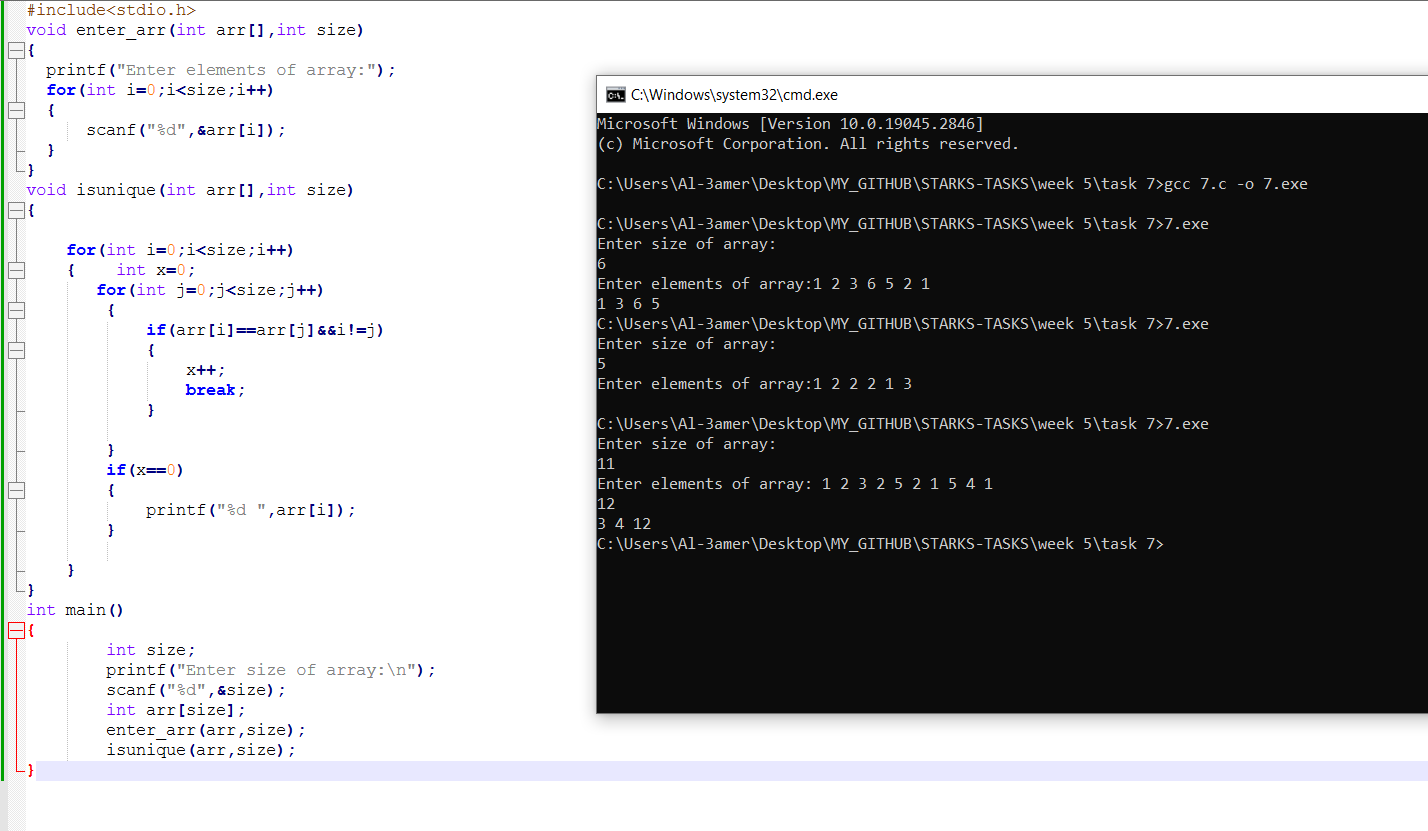 #include<stdio.h>
void enter_arr(int arr[],int size)
{
printf("Enter elements of array:");
for(int i=0;i<size;i++)
{
scanf("%d",&arr[i]);
}
}
void isunique(int arr[],int size)
{
for(int i=0;i<size;i++)
{ int x=0;
for(int j=0;j<size;j++)
{
if(arr[i]==arr[j]&&i!=j)
{
x++;
break;
}
}
if(x==0)
{
printf("%d ",arr[i]);
}
}
}
int main()
{
int size;
printf("Enter size of array:\n");
scanf("%d",&size);
int arr[size];
enter_arr(arr,size);
isunique(arr,size);
}
C:\Windows\system32\cmd.exe
Microsoft Windows [Version 10.0.19045.2846]
(c) Microsoft Corporation. All rights reserved.
C:\Users\Al-3amer\Desktop\MY_GITHUB\STARKS-TASKS\week 5\task 7>gcc 7.c -o 7.exe
C:\Users\Al-3amer\Desktop\MY_GITHUB\STARKS-TASKS\week 5\task 7>7.exe
Enter size of array:
6
Enter elements of array:1 2 3 6 5 2 1
1 3 6 5
C:\Users\Al-3amer\Desktop\MY_GITHUB\STARKS-TASKS\week 5\task 7>7.exe
Enter size of array:
5
Enter elements of array:1 2 2 2 1 3
C:\Users\Al-3amer\Desktop\MY_GITHUB\STARKS-TASKS\week 5\task 7>7.exe
Enter size of array:
11
Enter elements of array: 1 2 3 2 5 2 1 5 4 1
12
3 4 12
C:\Users\Al-3amer\Desktop\MY_GITHUB\STARKS-TASKS\week 5\task 7>